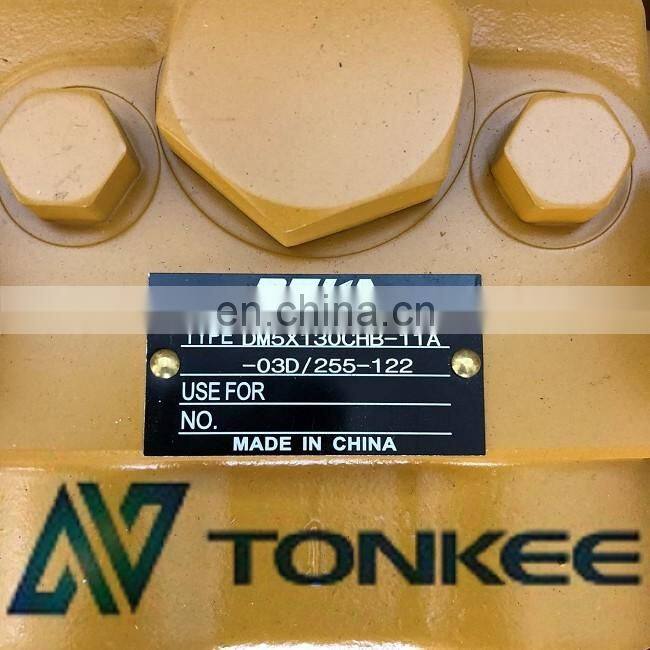 en.china.cn
TYPE DM5X130CHB-11A
-03D/255-122
USE FOR
NO.
MADE IN CHINA
TONKEE